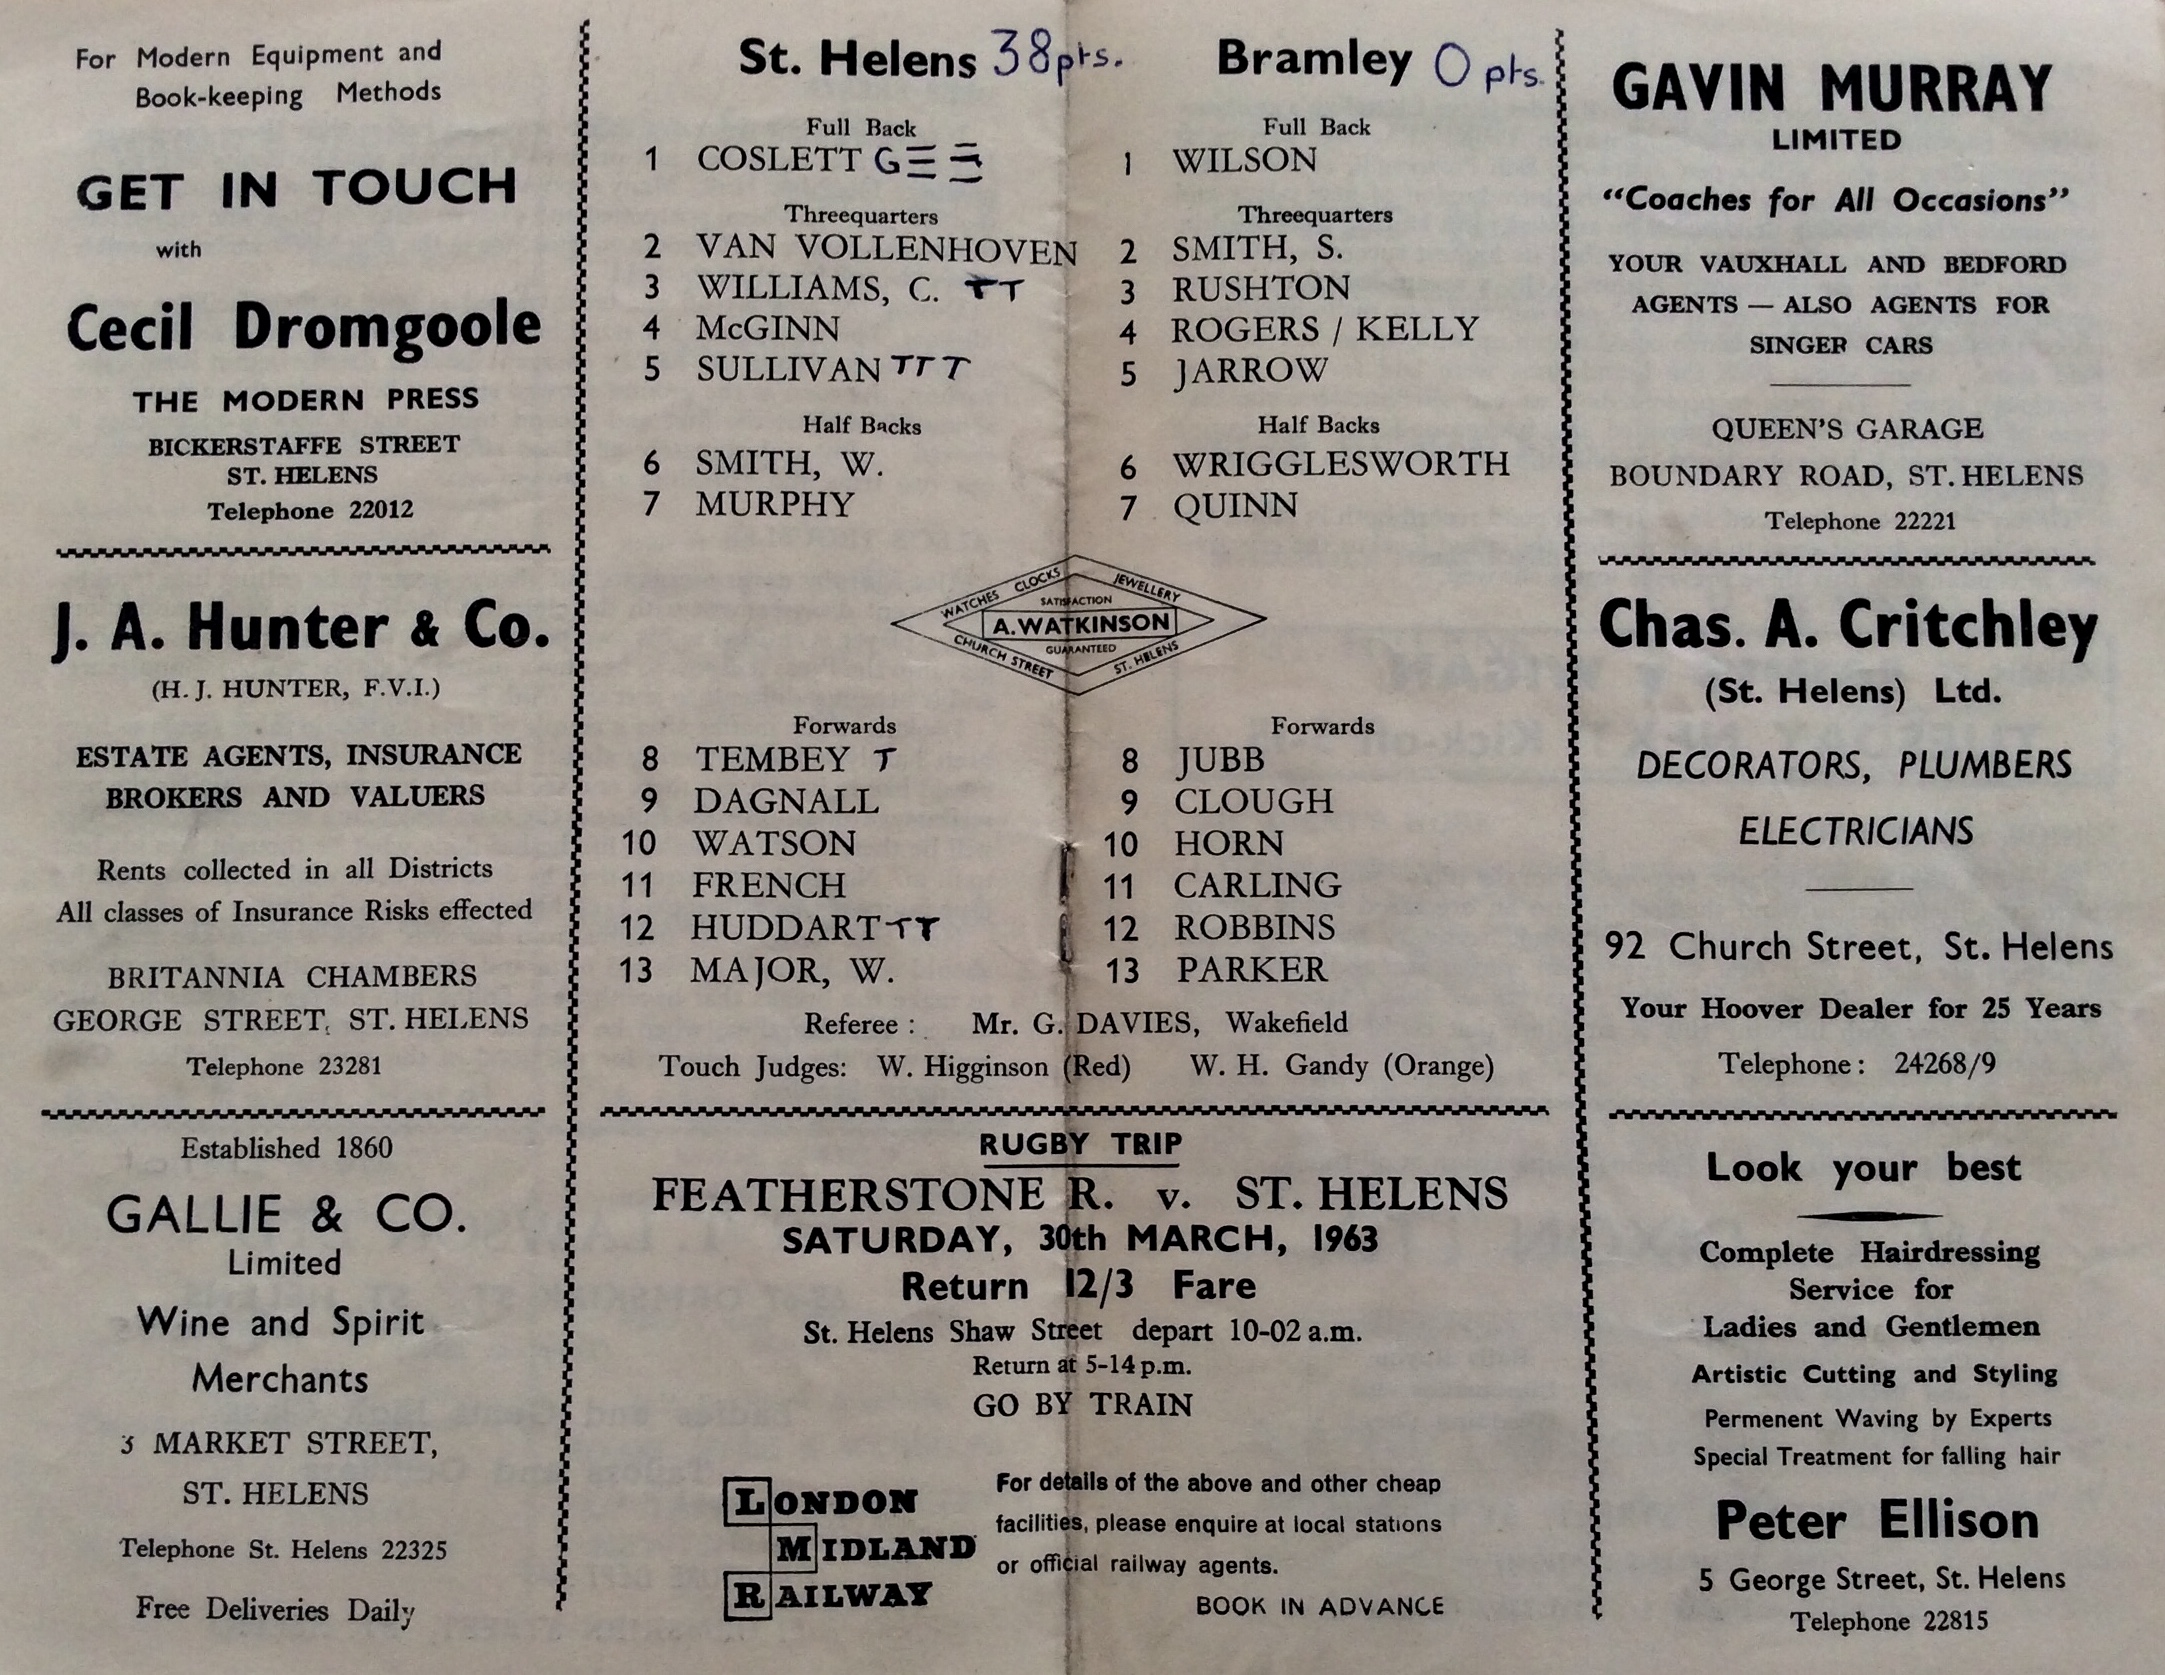 For Modern Equipment and
Book-keeping Methods
GET IN TOUCH
with
Cecil Dromgoole
THE MODERN PRESS
BICKERSTAFFE STREET
ST. HELENS
Telephone 22012
J. A. Hunter & Co.
(H. J. HUNTER, F.V.I.)
ESTATE AGENTS, INSURANCE
BROKERS AND VALUERS
Rents collected in all Districts
All classes of Insurance Risks effected
BRITANNIA CHAMBERS
GEORGE STREET, ST. HELENS
Telephone 23281
Established 1860
GALLIE & CO.
Limited
Wine and Spirit
Merchants
3 MARKET STREET,
ST. HELENS
Telephone St. Helens 22325
Free Deliveries Daily
St. Helens 38 pts.
Full Back
1 COSLETT G
Threequarters
2 VAN VOLLENHOVEN
3 WILLIAMS, C. TT
4 McGINN
5 SULLIVAN TTT
Half Backs
6 SMITH, W.
7 MURPHY
Bramley 0 pts.
Full Back
1 WILSON
Threequarters
2 SMITH, S.
3 RUSHTON
4 ROGERS / KELLY
5 JARROW
Half Backs
6 WRIGGLESWORTH
7 QUINN
WATCHES CLOCKS JEWELLERY
SATISFACTION
A. WATKINSON
GUARANTEED
CHURCH STREET ST. HELENS
Forwards
8 TEMBEY T
9 DAGNALL
10 WATSON
11 FRENCH
12 HUDDART TT
13 MAJOR, W.
Forwards
8 JUBB
9 CLOUGH
10 HORN
11 CARLING
12 ROBBINS
13 PARKER
Referee : Mr. G. DAVIES, Wakefield
Touch Judges: W. Higginson (Red) W. H. Gandy (Orange)
RUGBY TRIP
FEATHERSTONE R. v. ST. HELENS
SATURDAY, 30th MARCH, 1963
Return 12/3 Fare
St. Helens Shaw Street depart 10-02 a.m.
Return at 5-14 p.m.
GO BY TRAIN
LONDON
MIDLAND
RAILWAY
For details of the above and other cheap
facilities, please enquire at local stations
or official railway agents.
BOOK IN ADVANCE
GAVIN MURRAY
LIMITED
"Coaches for All Occasions"
YOUR VAUXHALL AND BEDFORD
AGENTS — ALSO AGENTS FOR
SINGER CARS
QUEEN'S GARAGE
BOUNDARY ROAD, ST. HELENS
Telephone 22221
Chas. A. Critchley
(St. Helens) Ltd.
DECORATORS, PLUMBERS
ELECTRICIANS
92 Church Street, St. Helens
Your Hoover Dealer for 25 Years
Telephone : 24268/9
Look your best
Complete Hairdressing
Service for
Ladies and Gentlemen
Artistic Cutting and Styling
Permenent Waving by Experts
Special Treatment for falling hair
Peter Ellison
5 George Street, St. Helens
Telephone 22815